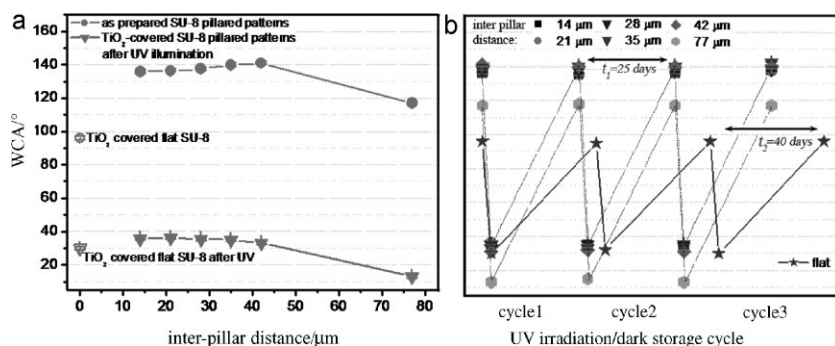 a
as prepared SU-8 pillared patterns
TiO2-covered SU-8 pillared patterns
after UV illumination
TiO2 covered flat SU-8
TiO2 covered flat SU-8 after UV
WCA/°
160
140
120
100
80
60
40
20
0 10 20 30 40 50 60 70 80
inter-pillar distance/μm
b
inter pillar 14 μm 28 μm 42 μm
distance: 21 μm 35 μm 77 μm
t1=25 days
t2=40 days
flat
cycle1 cycle2 cycle3
UV irradiation/dark storage cycle